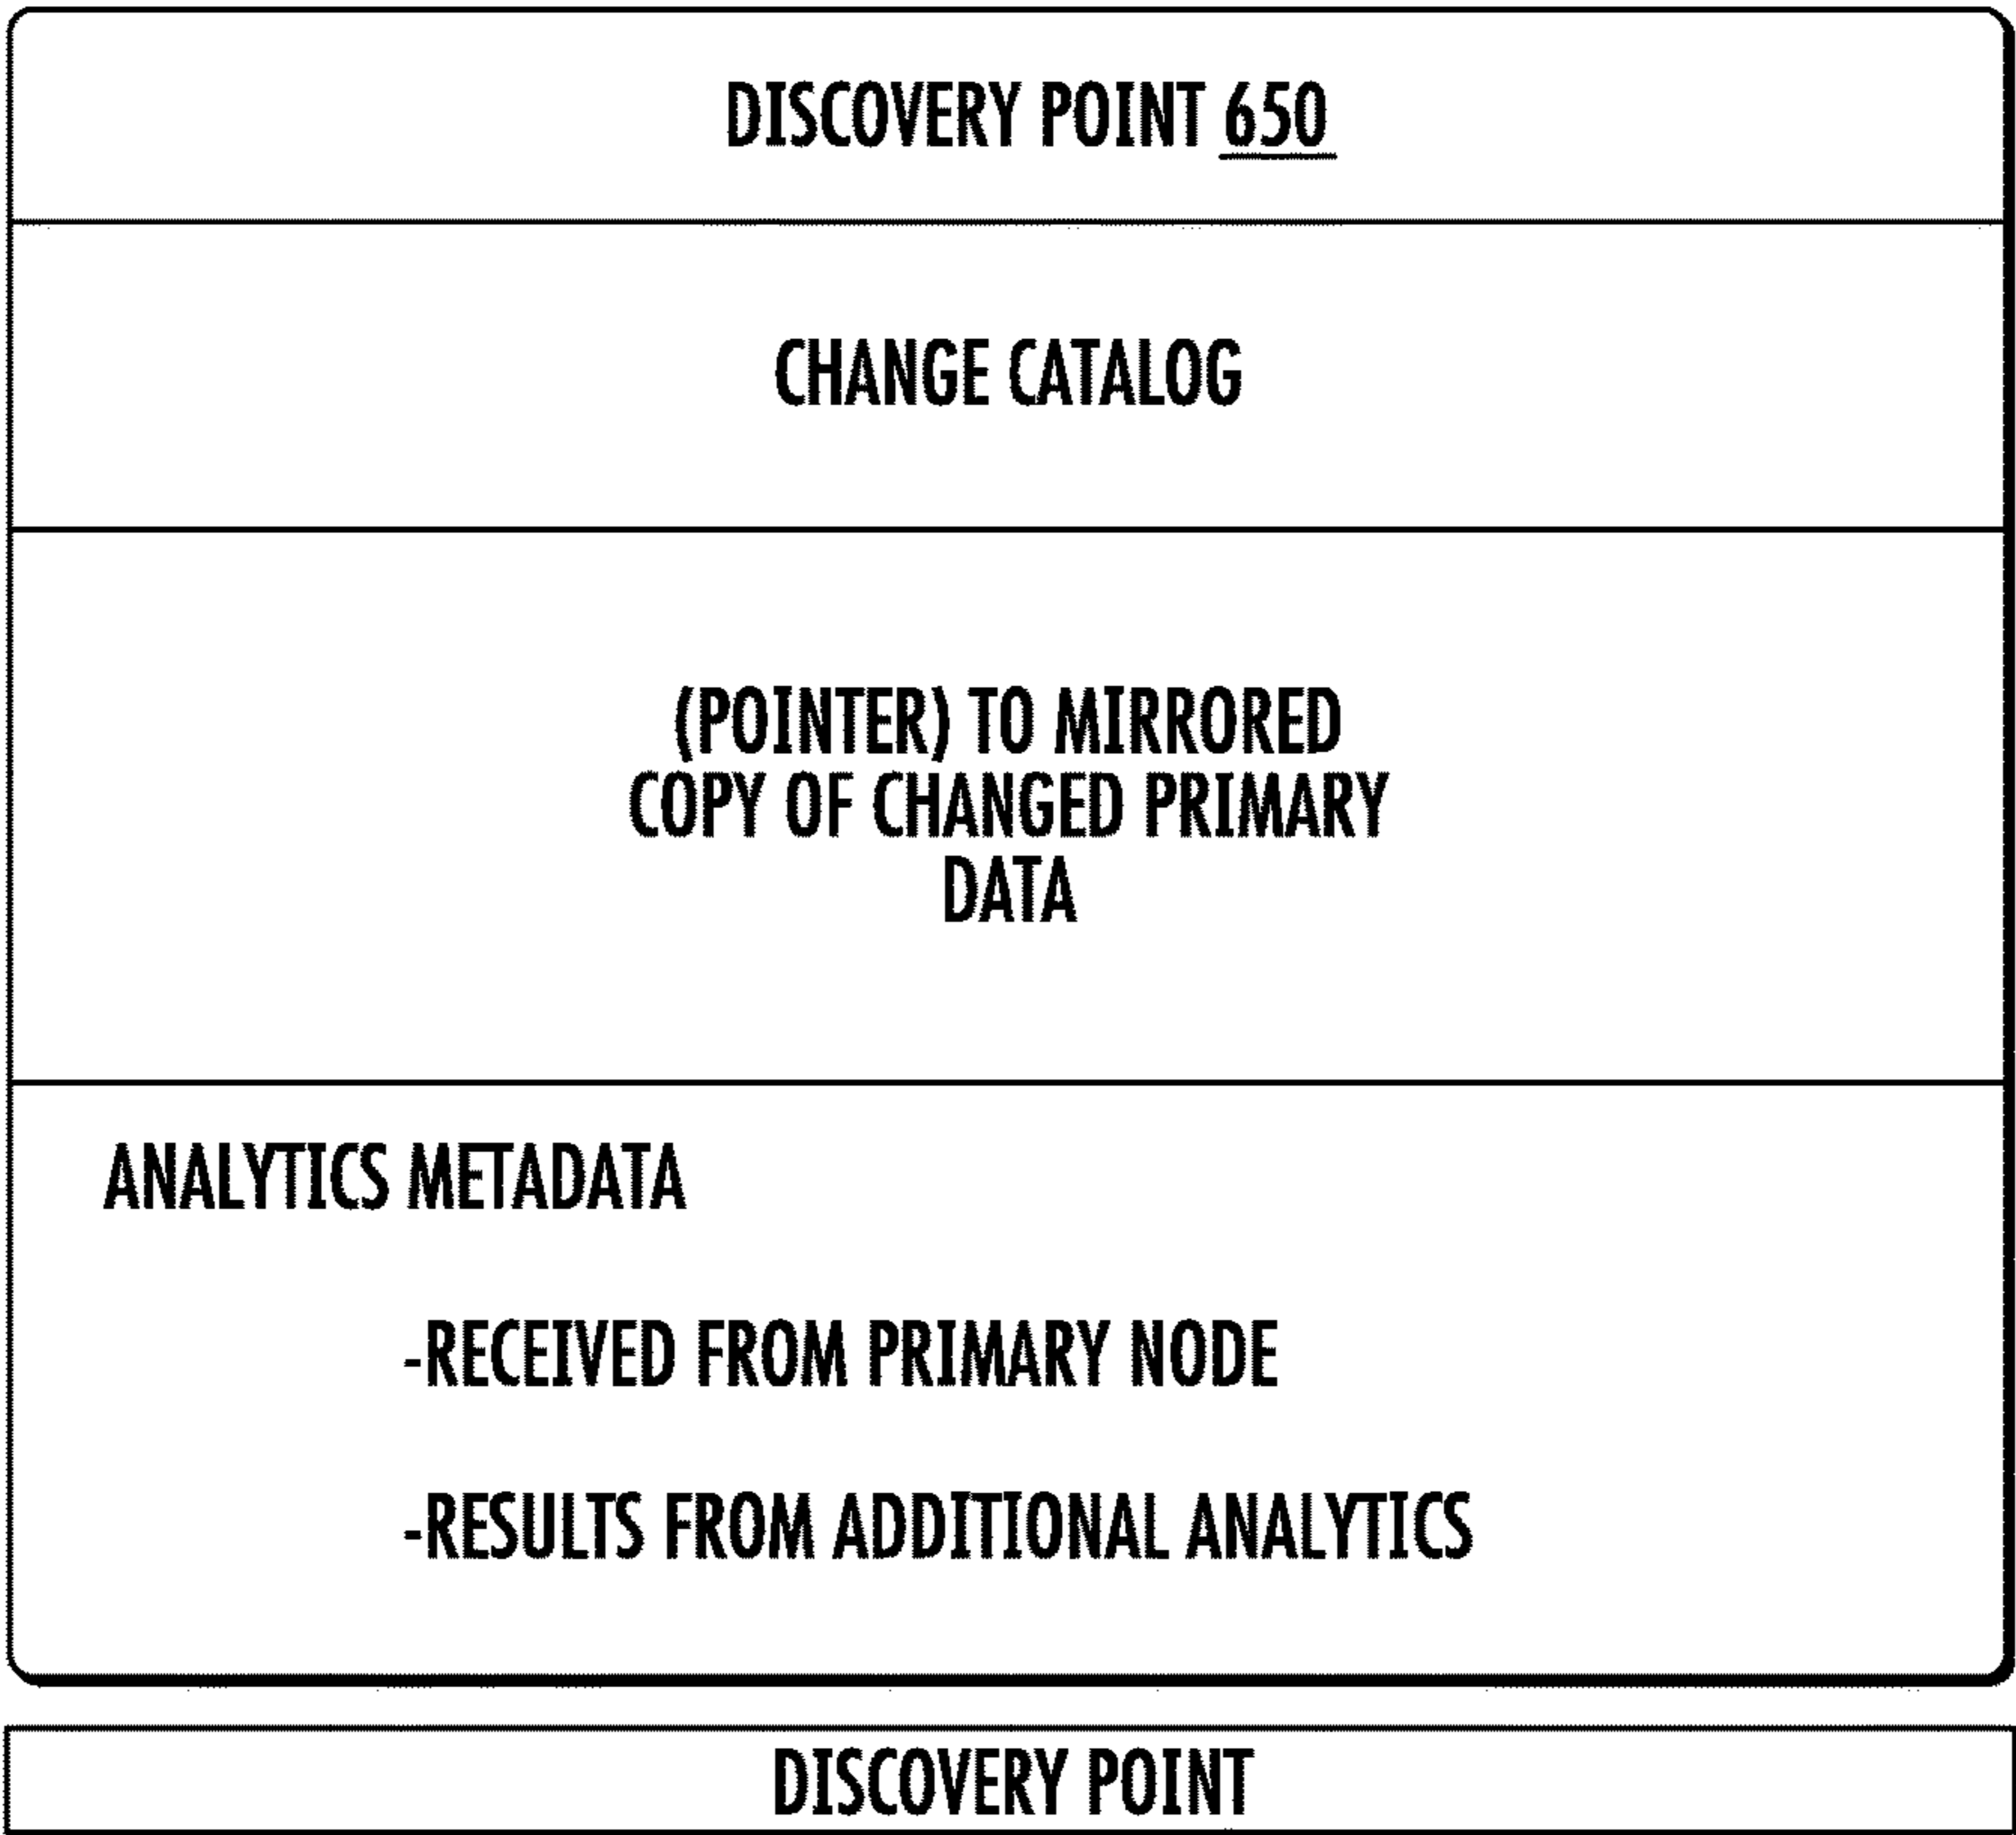 DISCOVERY POINT 650
CHANGE CATALOG
(POINTER) TO MIRRORED
COPY OF CHANGED PRIMARY
DATA
ANALYTICS METADATA
-RECEIVED FROM PRIMARY NODE
-RESULTS FROM ADDITIONAL ANALYTICS
DISCOVERY POINT